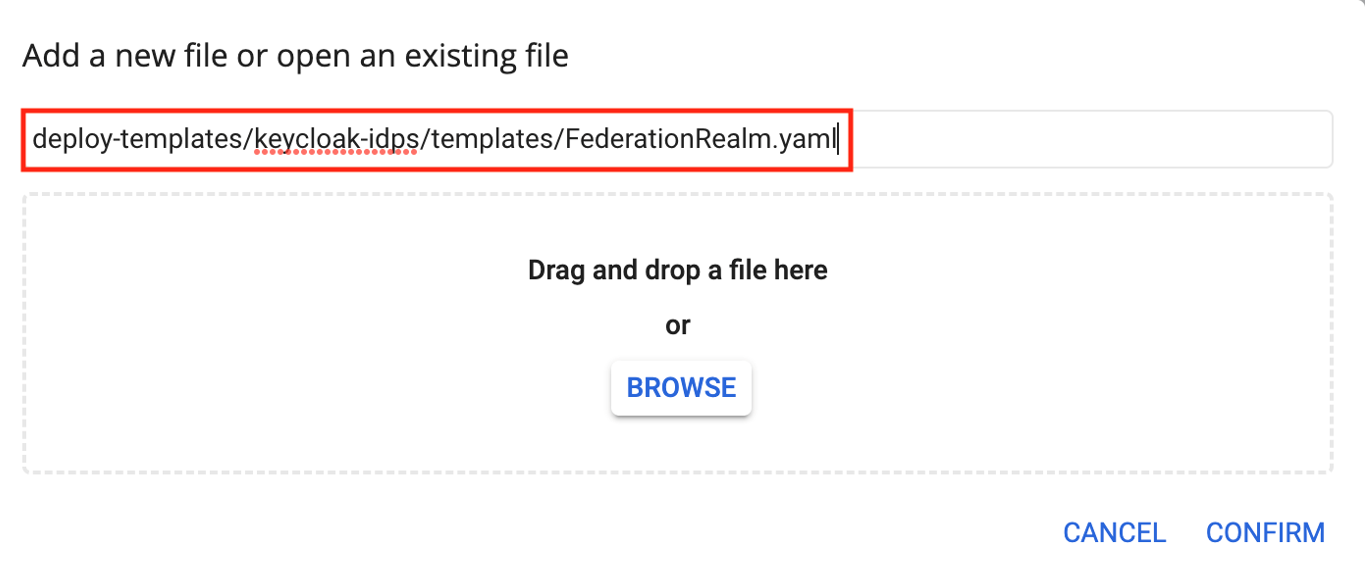 Add a new file or open an existing file
deploy-templates/keycloak-idps/templates/FederationRealm.yaml
Drag and drop a file here
or
BROWSE
CANCEL CONFIRM